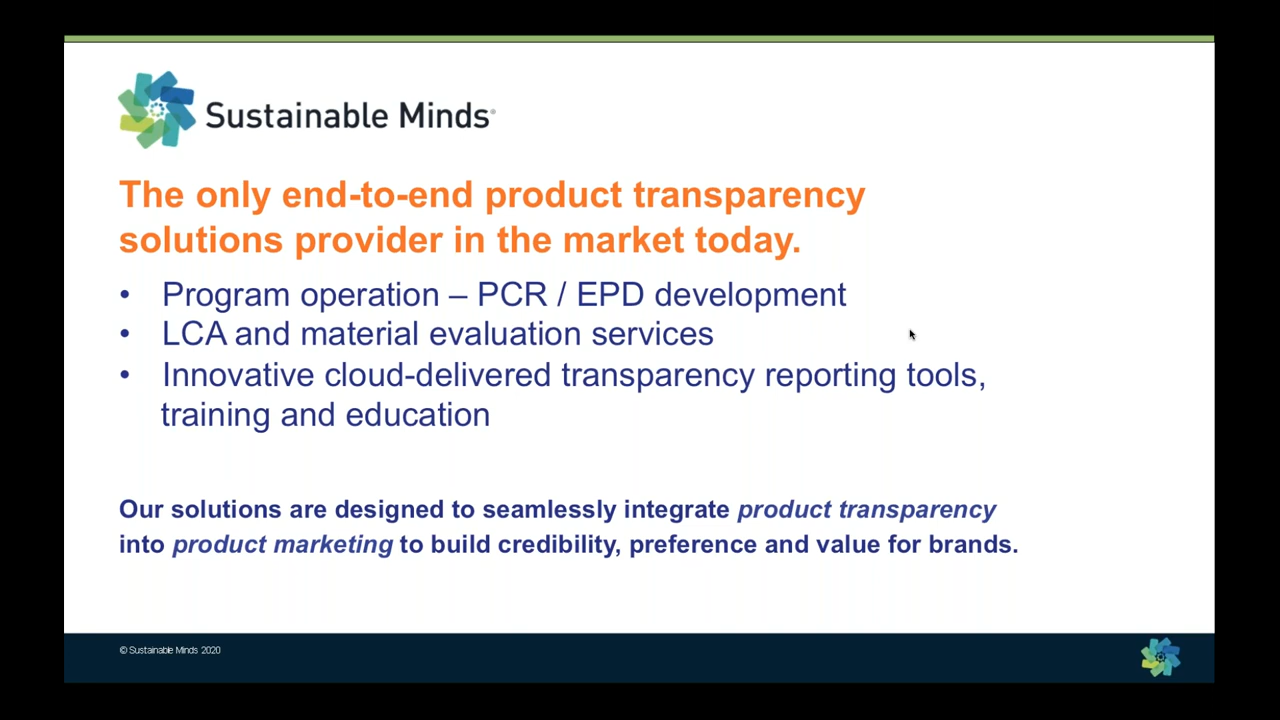 Sustainable Minds®
The only end-to-end product transparency
solutions provider in the market today.
• Program operation – PCR / EPD development
• LCA and material evaluation services
• Innovative cloud-delivered transparency reporting tools,
training and education
Our solutions are designed to seamlessly integrate product transparency
into product marketing to build credibility, preference and value for brands.
© Sustainable Minds 2020